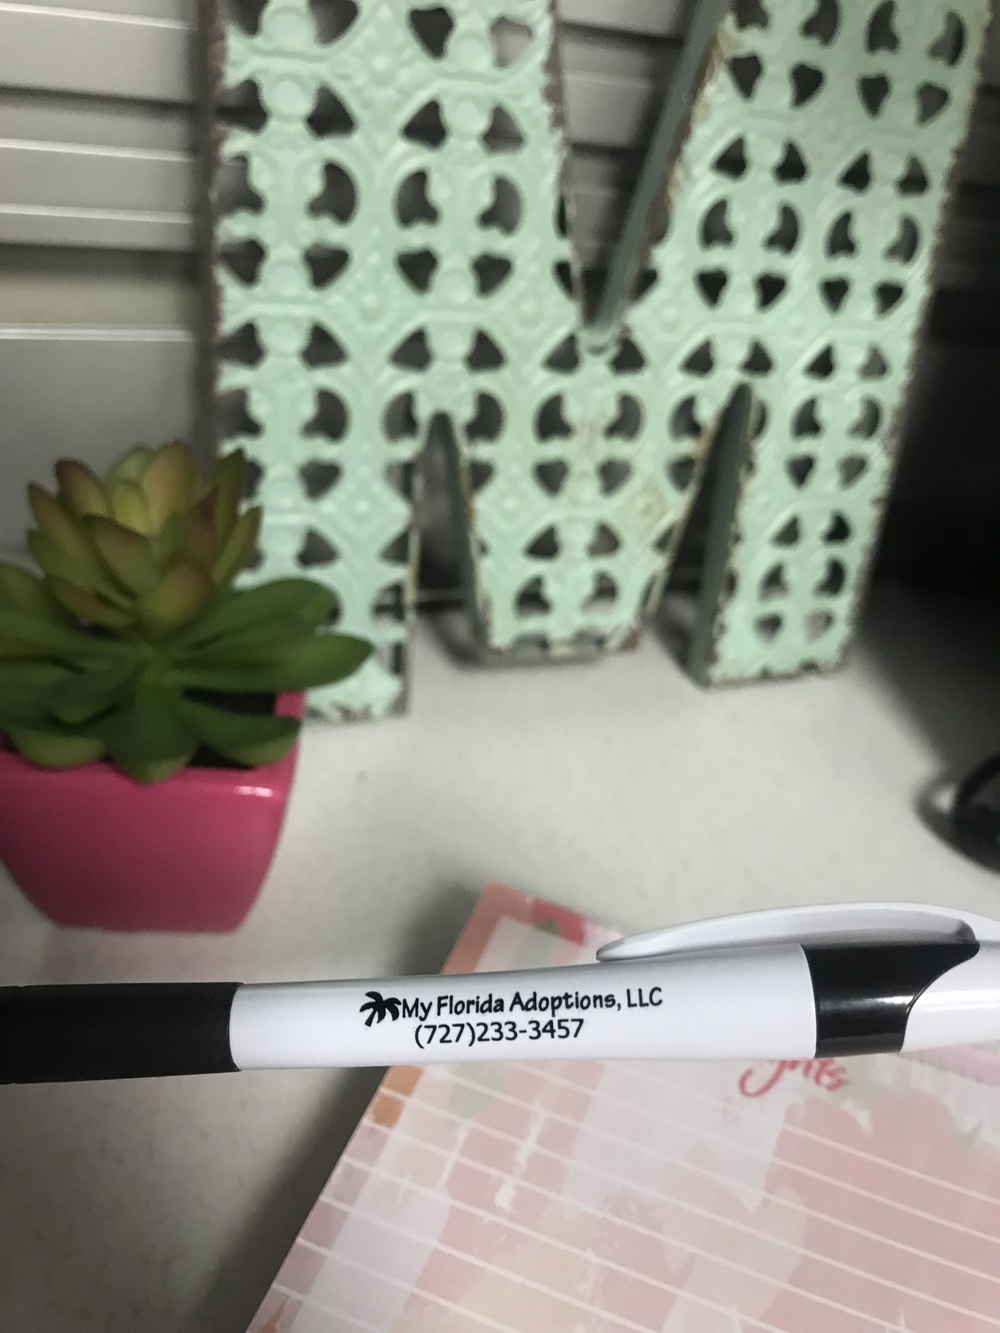 M
My Florida Adoptions, LLC
(727)233-3457